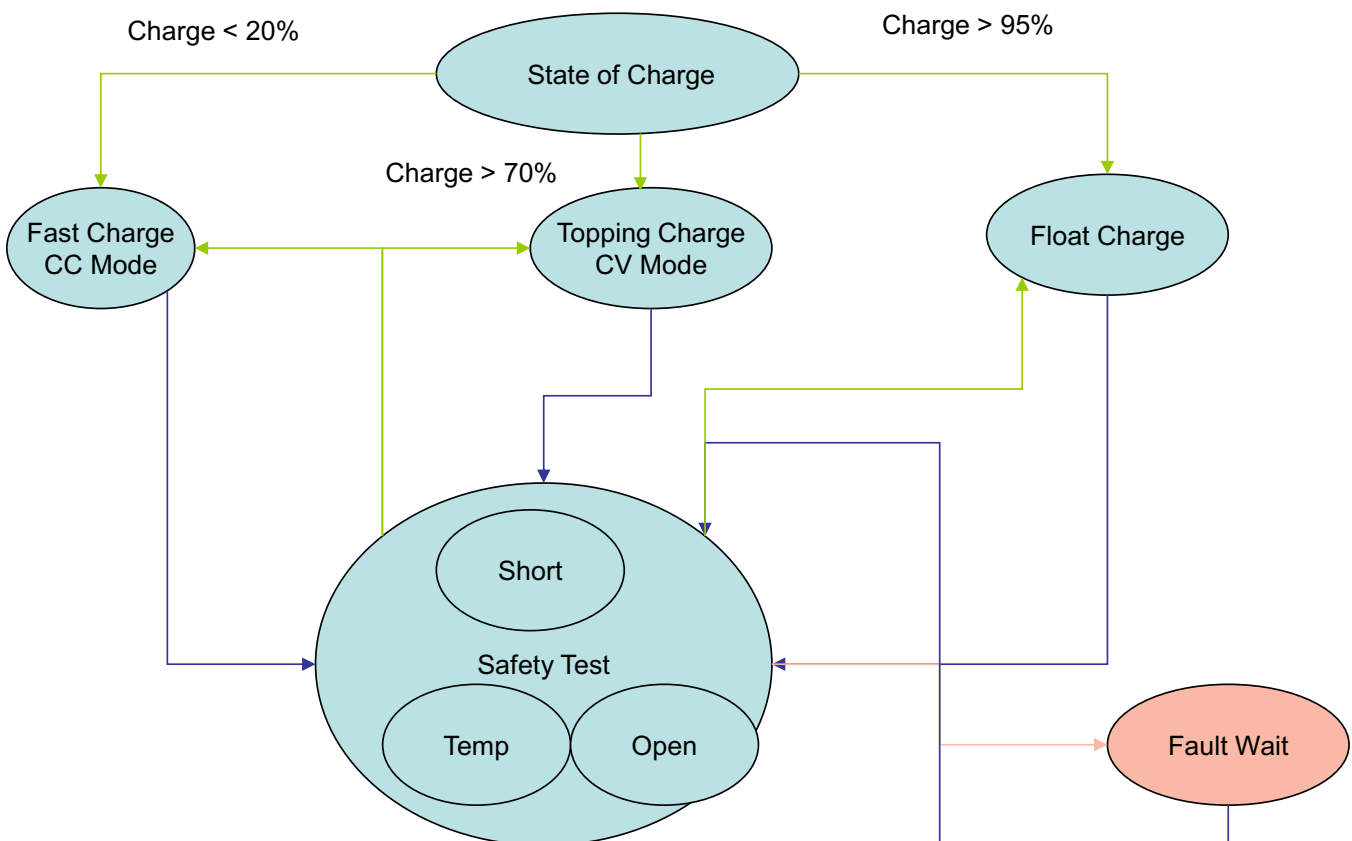 Charge < 20%
Charge > 95%
State of Charge
Charge > 70%
Fast Charge
CC Mode
Topping Charge
CV Mode
Float Charge
Short
Safety Test
Temp
Open
Fault Wait